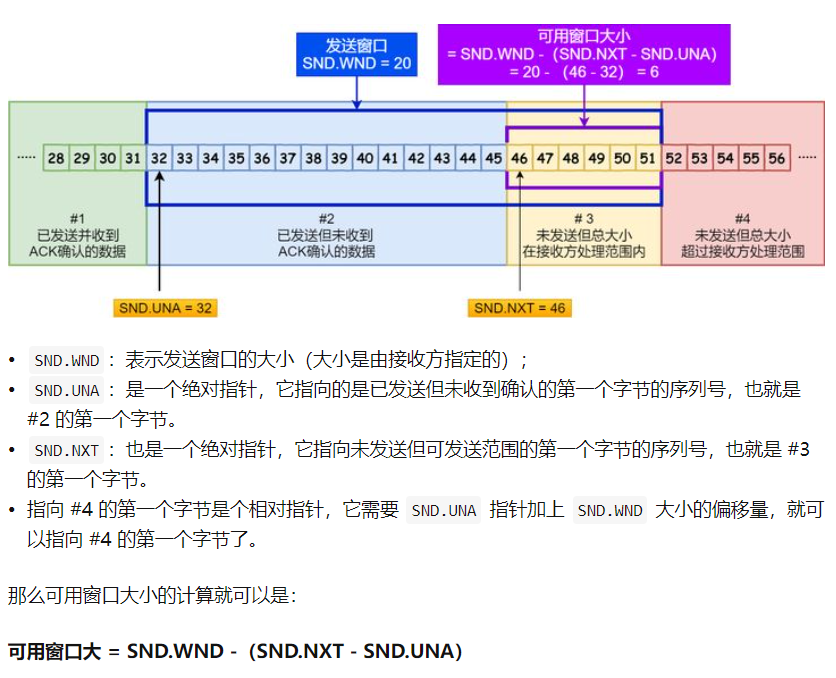 发送窗口
SND.WND = 20
可用窗口大小
= SND.WND -（SND.NXT - SND.UNA）
= 20 - （46 - 32） = 6
..... 28 29 30 31 32 33 34 35 36 37 38 39 40 41 42 43 44 45 46 47 48 49 50 51 52 53 54 55 56 .....
#1
已发送并收到
ACK确认的数据
#2
已发送但未收到
ACK确认的数据
# 3
未发送但总大小
在接收方处理范围内
#4
未发送但总大小
超过接收方处理范围
SND.UNA = 32
SND.NXT = 46
• SND.WND ：表示发送窗口的大小（大小是由接收方指定的）；
• SND.UNA ：是一个绝对指针，它指向的是已发送但未收到确认的第一个字节的序列号，也就是
#2 的第一个字节。
• SND.NXT ：也是一个绝对指针，它指向未发送但可发送范围的第一个字节的序列号，也就是 #3
的第一个字节。
• 指向 #4 的第一个字节是个相对指针，它需要 SND.UNA 指针加上 SND.WND 大小的偏移量，就可
以指向 #4 的第一个字节了。
那么可用窗口大小的计算就可以是：
可用窗口大 = SND.WND -（SND.NXT - SND.UNA）